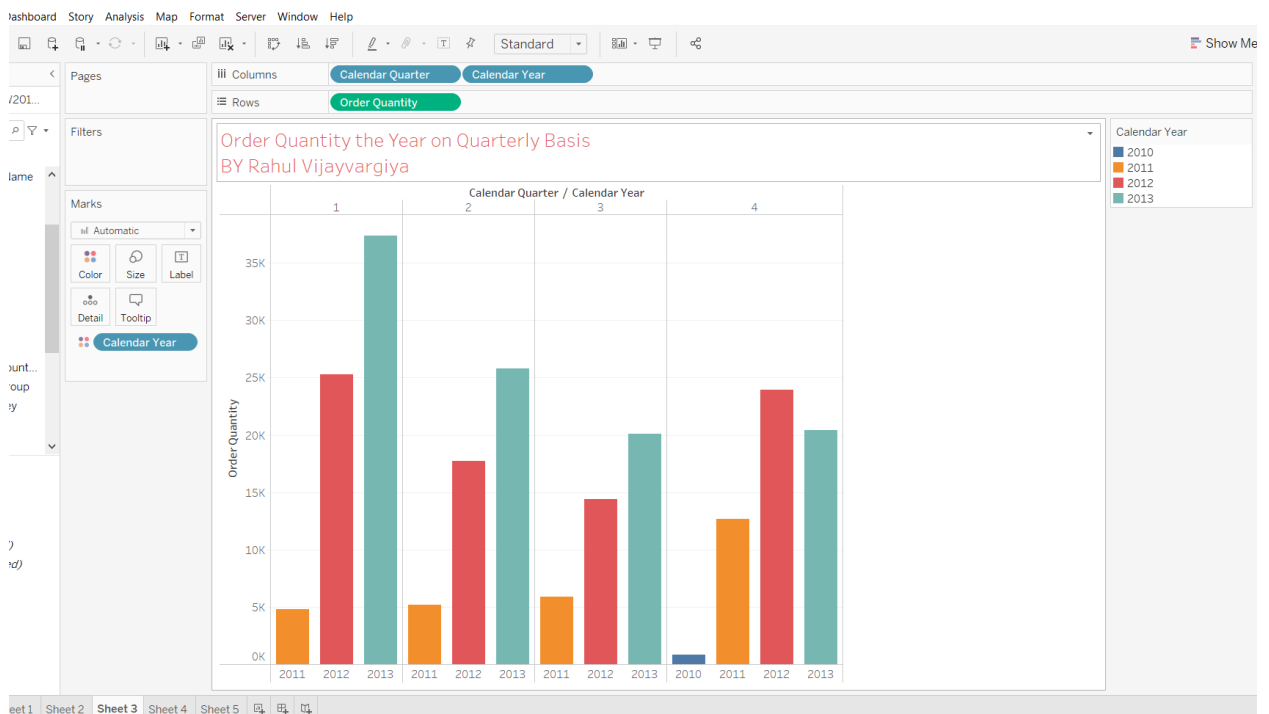 Dashboard Story Analysis Map Format Server Window Help
Standard
Show Me
Pages
iii Columns
Calendar Quarter Calendar Year
Rows
Order Quantity
Filters
Order Quantity the Year on Quarterly Basis
BY Rahul Vijayvargiya
Calendar Year
2010
2011
2012
2013
Marks
Automatic
Color Size Label
Detail Tooltip
Calendar Year
Calendar Quarter / Calendar Year
1 2 3 4
35K
30K
25K
20K
15K
10K
5K
0K
Order Quantity
2011 2012 2013 2011 2012 2013 2011 2012 2013 2010 2011 2012 2013
Sheet 2 Sheet 3 Sheet 4 Sheet 5